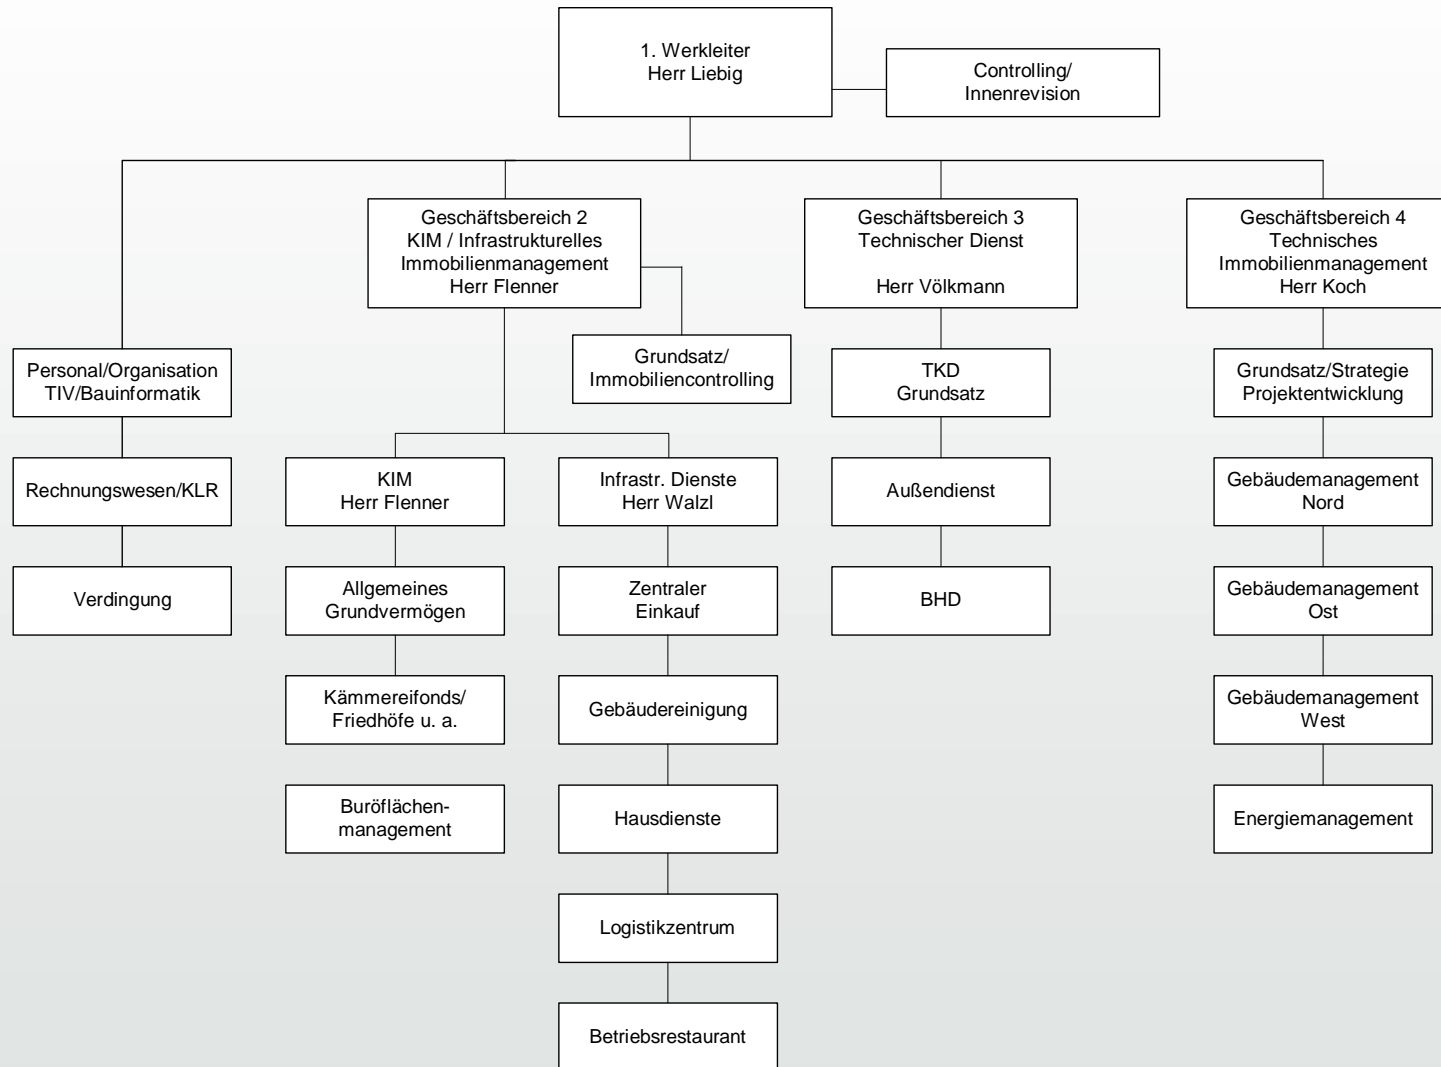 1. Werkleiter
Herr Liebig
Controlling/
Innenrevision
Geschäftsbereich 2
KIM / Infrastrukturelles
Immobilienmanagement
Herr Flenner
Geschäftsbereich 3
Technischer Dienst
Herr Völkmann
Geschäftsbereich 4
Technisches
Immobilienmanagement
Herr Koch
Personal/Organisation
TIV/Bauinformatik
Grundsatz/
Immobiliencontrolling
TKD
Grundsatz
Grundsatz/Strategie
Projektentwicklung
Rechnungswesen/KLR
KIM
Herr Flenner
Infrastr. Dienste
Herr Walzl
Außendienst
Gebäudemanagement
Nord
Verdingung
Allgemeines
Grundvermögen
Zentraler
Einkauf
BHD
Gebäudemanagement
Ost
Kämmereifonds/
Friedhöfe u. a.
Gebäudereinigung
Gebäudemanagement
West
Buröflächen-
management
Hausdienste
Energiemanagement
Logistikzentrum
Betriebsrestaurant